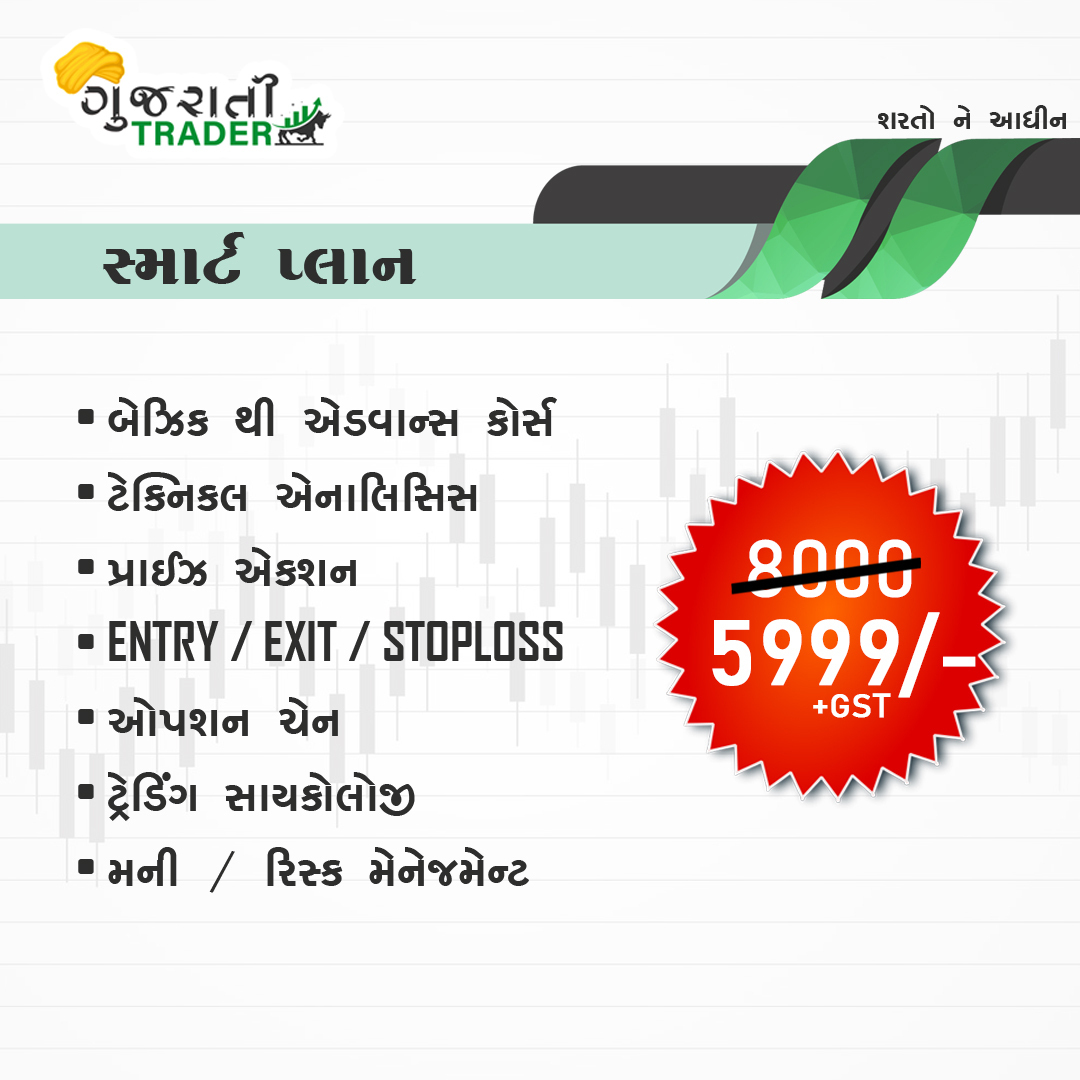 ગુજરાતી
TRADER
શરતો ને આધીન
સ્માર્ટ પ્લાન
▪ બેઝિક થી એડવાન્સ કોર્સ
▪ ટેક્નિકલ એનાલિસિસ
▪ પ્રાઈઝ એકશન
▪ ENTRY / EXIT / STOPLOSS
▪ ઓપશન ચેન
▪ ટ્રેડિંગ સાયકોલોજી
▪ મની / રિસ્ક મેનેજમેન્ટ
8000
5999/-
+GST